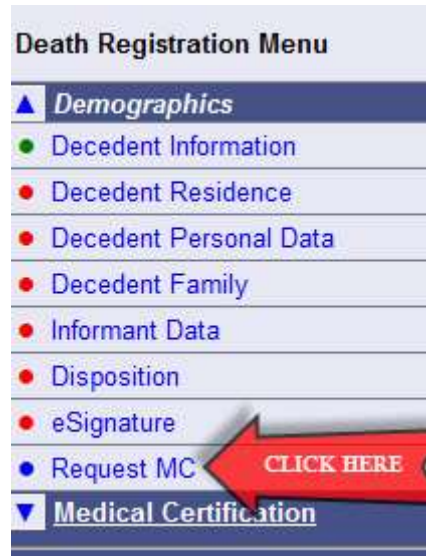 Death Registration Menu
Demographics
Decedent Information
Decedent Residence
Decedent Personal Data
Decedent Family
Informant Data
Disposition
eSignature
Request MC
CLICK HERE
Medical Certification